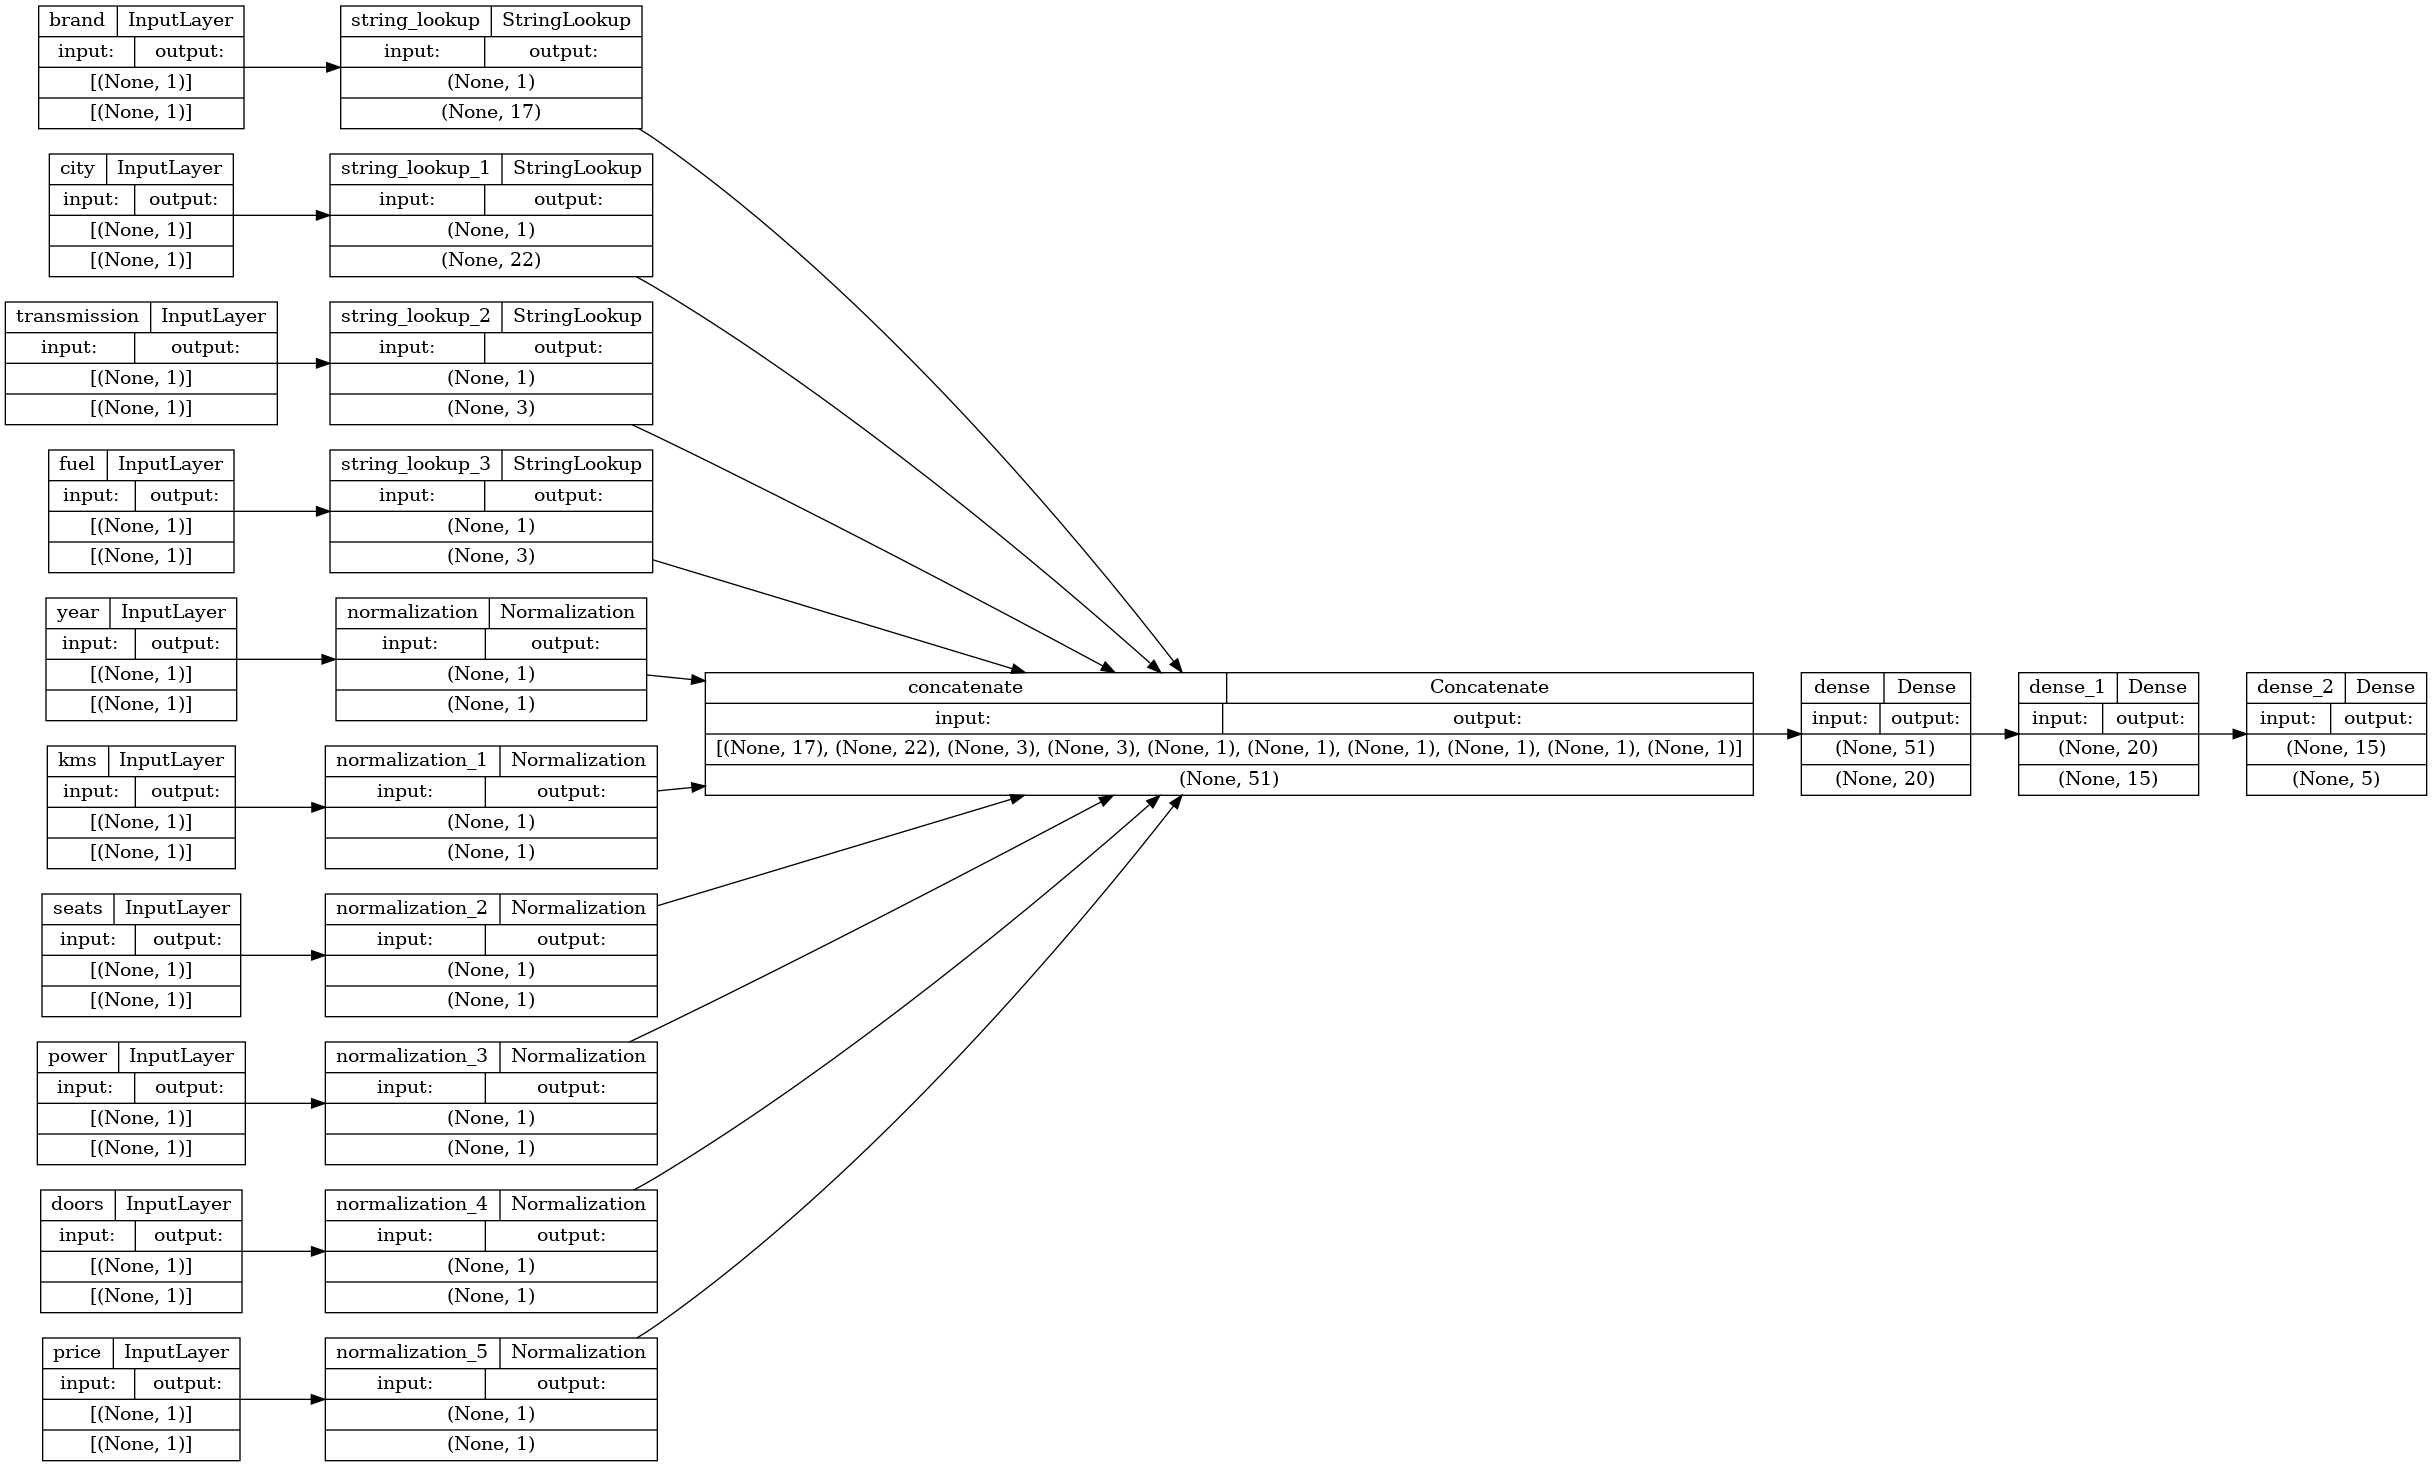 brand InputLayer
input: output:
[(None, 1)]
[(None, 1)]
string_lookup StringLookup
input: output:
(None, 1)
(None, 17)
city InputLayer
input: output:
[(None, 1)]
[(None, 1)]
string_lookup_1 StringLookup
input: output:
(None, 1)
(None, 22)
transmission InputLayer
input: output:
[(None, 1)]
[(None, 1)]
string_lookup_2 StringLookup
input: output:
(None, 1)
(None, 3)
fuel InputLayer
input: output:
[(None, 1)]
[(None, 1)]
string_lookup_3 StringLookup
input: output:
(None, 1)
(None, 3)
year InputLayer
input: output:
[(None, 1)]
[(None, 1)]
normalization Normalization
input: output:
(None, 1)
(None, 1)
kms InputLayer
input: output:
[(None, 1)]
[(None, 1)]
normalization_1 Normalization
input: output:
(None, 1)
(None, 1)
seats InputLayer
input: output:
[(None, 1)]
[(None, 1)]
normalization_2 Normalization
input: output:
(None, 1)
(None, 1)
power InputLayer
input: output:
[(None, 1)]
[(None, 1)]
normalization_3 Normalization
input: output:
(None, 1)
(None, 1)
doors InputLayer
input: output:
[(None, 1)]
[(None, 1)]
normalization_4 Normalization
input: output:
(None, 1)
(None, 1)
price InputLayer
input: output:
[(None, 1)]
[(None, 1)]
normalization_5 Normalization
input: output:
(None, 1)
(None, 1)
concatenate Concatenate
input: output:
[(None, 17), (None, 22), (None, 3), (None, 3), (None, 1), (None, 1), (None, 1), (None, 1), (None, 1), (None, 1)]
(None, 51)
dense Dense
input: output:
(None, 51)
(None, 20)
dense_1 Dense
input: output:
(None, 20)
(None, 15)
dense_2 Dense
input: output:
(None, 15)
(None, 5)